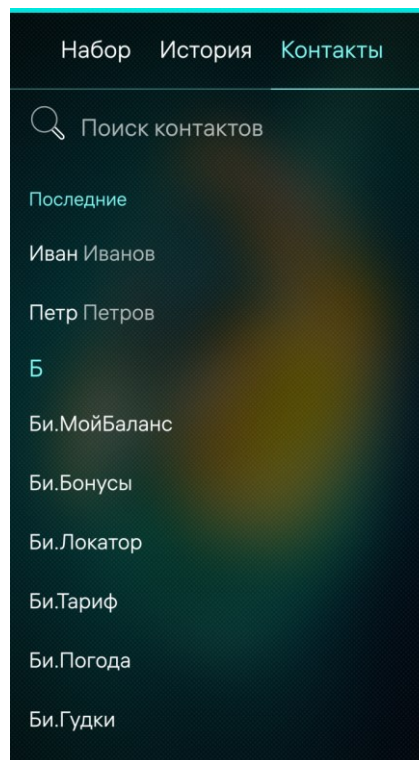 Набор История Контакты
Поиск контактов
Последние
Иван Иванов
Петр Петров
Б
Би.МойБаланс
Би.Бонусы
Би.Локатор
Би.Тариф
Би.Погода
Би.Гудки